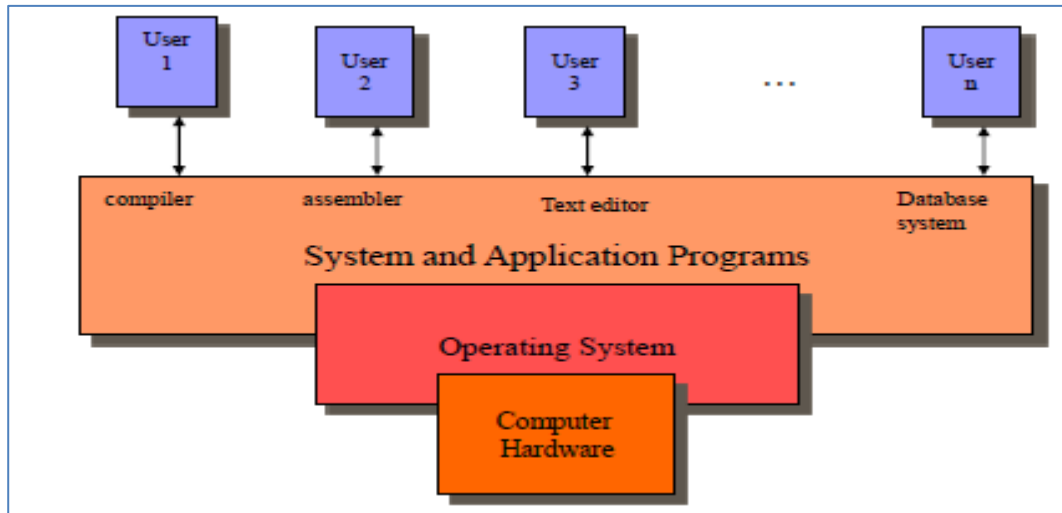 User
1
User
2
User
3
...
User
n
compiler
assembler
Text editor
Database
system
System and Application Programs
Operating System
Computer
Hardware